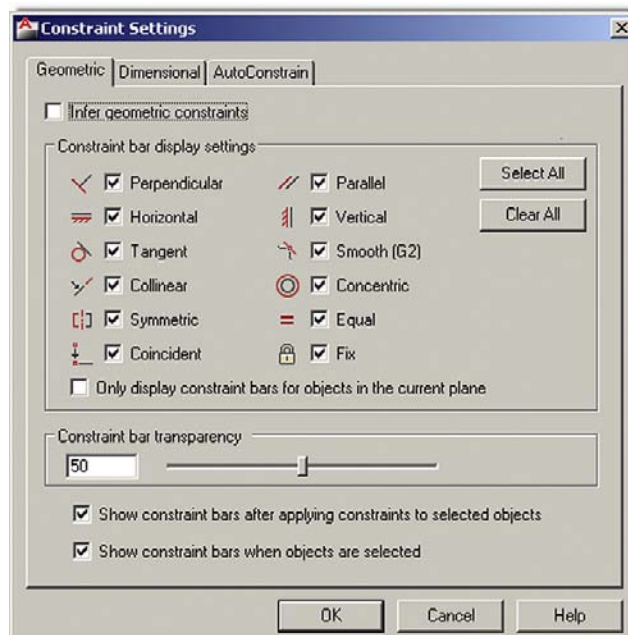 Constraint Settings
Geometric Dimensional AutoConstrain
Infer geometric constraints
Constraint bar display settings
Perpendicular Parallel Select All
Horizontal Vertical Clear All
Tangent Smooth (G2)
Collinear Concentric
Symmetric Equal
Coincident Fix
Only display constraint bars for objects in the current plane
Constraint bar transparency
50
Show constraint bars after applying constraints to selected objects
Show constraint bars when objects are selected
OK Cancel Help